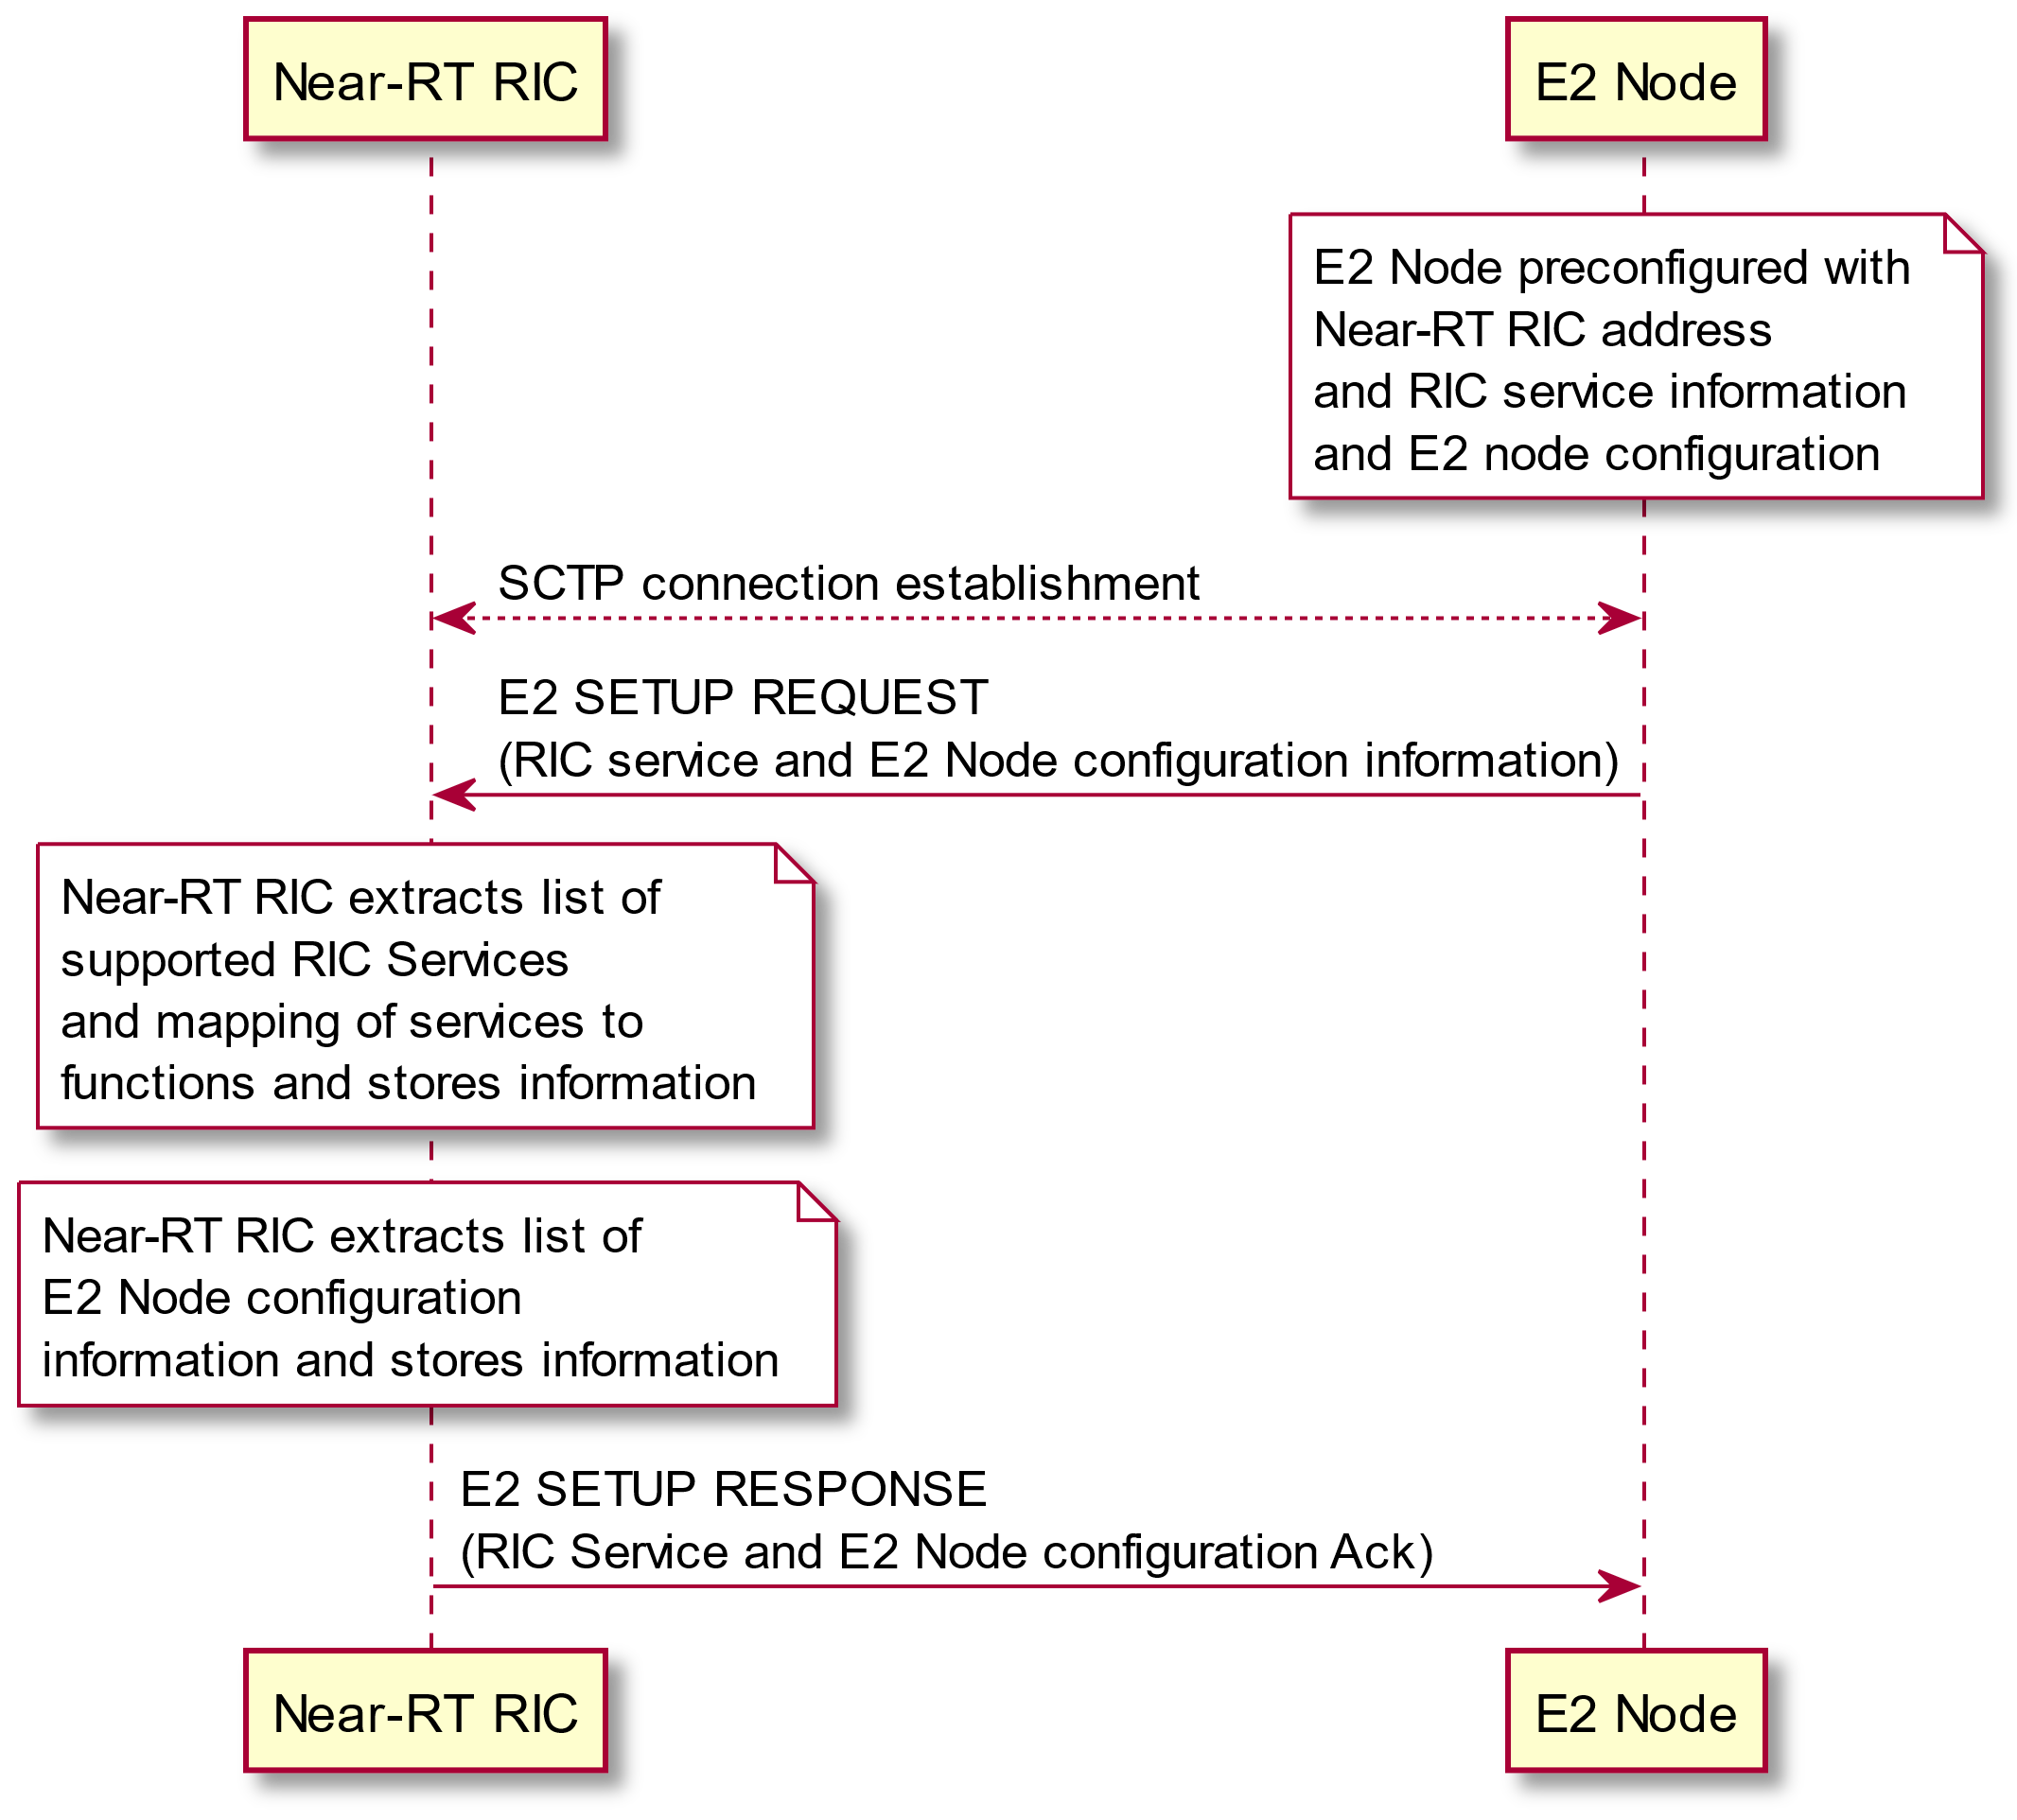 Near-RT RIC
E2 Node
E2 Node preconfigured with
Near-RT RIC address
and RIC service information
and E2 node configuration
SCTP connection establishment
E2 SETUP REQUEST
(RIC service and E2 Node configuration information)
Near-RT RIC extracts list of
supported RIC Services
and mapping of services to
functions and stores information
Near-RT RIC extracts list of
E2 Node configuration
information and stores information
E2 SETUP RESPONSE
(RIC Service and E2 Node configuration Ack)
Near-RT RIC
E2 Node